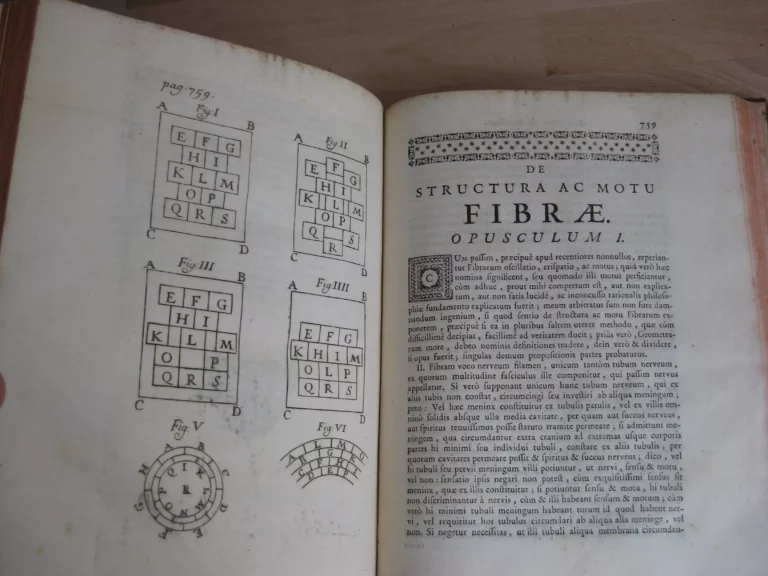 pag. 759.
Fig. I
A B
E F G
H I
K L M
O P
Q R S
C D
Fig. II
A B
F
E G
H I
K L M
O P
Q S
R
C D
Fig. III
A B
E F G
H I
K L M
O P
Q R S
C D
Fig. IIII
A B
E F G
K H I M
O L P
Q R S
C D
Fig. V
Fig. VI
759
DE
STRUCTURA AC MOTU
FIBRÆ.
OPUSCULUM I.
CUm passim, præcipuè apud recentiores nonnullos, reperian-
tur Fibrarum oscillatio, crispatio, ac motus; quià verò hæc
nomina significent, seu quomodo illi motus perficiantur,
cùm adhuc, prout mihi compertum est, aut non explica-
tum, aut non satis lucidè, ac inconcussò rationalis philoso-
phiæ fundamento explicatum fuerit; meum arbitratus sum non fore dam-
nandum ingenium, si quod sentio de structura ac motu Fibrarum ex-
ponerem, præcipuè si ea in pluribus saltem uterer methodo, quæ cùm
difficillimè decipiat, facillimè ad veritatem ducit; priùs verò, Geometra-
rum more, debeo nominis definitiones tradere, dein verò & dividere,
si opus fuerit; singulas demum propositionis partes probaturus.
II. Fibram voco nerveum filamen, unicum tantùm tubum nerveum,
ex quorum multitudine fasciculus ille componitur, qui passim nervus
appellatur. Si verò supponant unicum hunc tubum nerveum, qui ex
aliis tubis non constat, circumcingi seu investiri ab aliqua meninge;
peto: Vel hæc meninx constituitur ex tubulis patulis, vel ex villis om-
ninò solidis absque ulla media cavitate, per quam aut succus nerveus,
aut spiritus tenuissimus possit statuto tramite permeare; si admittunt me-
ningem, quæ circumdantur extra cranium ad extremas usque corporis
partes hi minimi seu individui tubuli, constare ex aliis tubulis, per
quorum cavitates permeare possit & spiritus & succus nerveus; dico, vel
hi tubuli seu pervii meningum villi potiuntur, ut nervi, sensu & motu,
vel non: sensatio ipsis negari non potest, cùm exquisitissimi sensus sit
meninx, quæ ex illis constituitur; si potiuntur sensu & motu, hi tubuli
non discriminantur à nervis, cùm & illi habeant sensum & motum; cùm
verò hi minimi tubuli meningum habeant totum id quod habent ner-
vi, vel requiritur hos tubulos circumdari ab aliqua alia meninge, vel
non. Si negetur necessitas, ut illi tubuli aliqua membrana circumden-